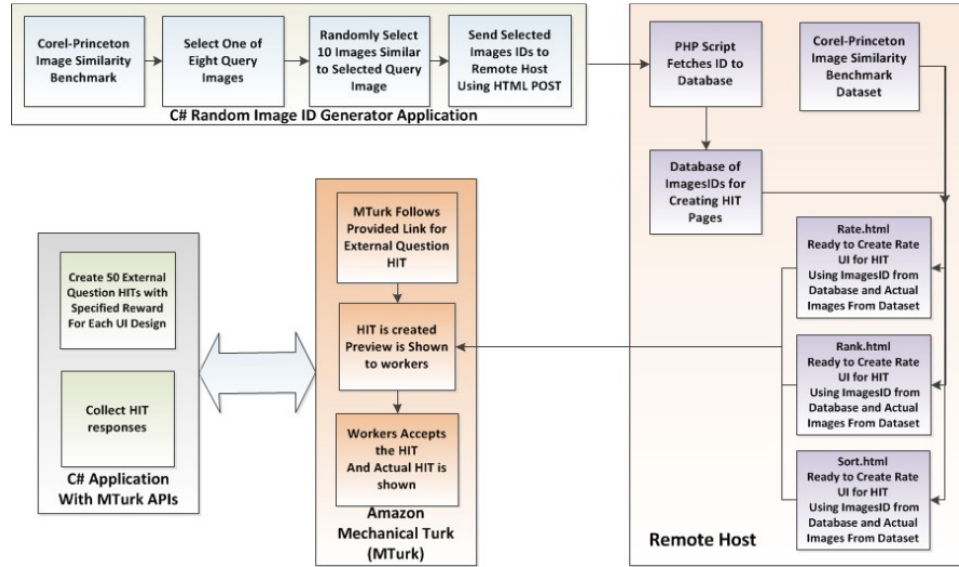 Corel-Princeton
Image Similarity
Benchmark
Select One of
Eight Query
Images
Randomly Select
10 Images Similar
to Selected Query
Image
Send Selected
Images IDs to
Remote Host
Using HTML POST
C# Random Image ID Generator Application
PHP Script
Fetches ID to
Database
Corel-Princeton
Image Similarity
Benchmark
Dataset
Database of
ImagesIDs for
Creating HIT
Pages
Rate.html
Ready to Create Rate
UI for HIT
Using ImagesID from
Database and Actual
Images From Dataset
Rank.html
Ready to Create Rate
UI for HIT
Using ImagesID from
Database and Actual
Images From Dataset
Sort.html
Ready to Create Rate
UI for HIT
Using ImagesID from
Database and Actual
Images From Dataset
Remote Host
MTurk Follows
Provided Link for
External Question
HIT
HIT is created
Preview is Shown
to workers
Workers Accepts
the HIT
And Actual HIT is
shown
Amazon
Mechanical Turk
(MTurk)
Create 50 External
Question HITs with
Specified Reward
For Each UI Design
Collect HIT
responses
C# Application
With MTurk APIs